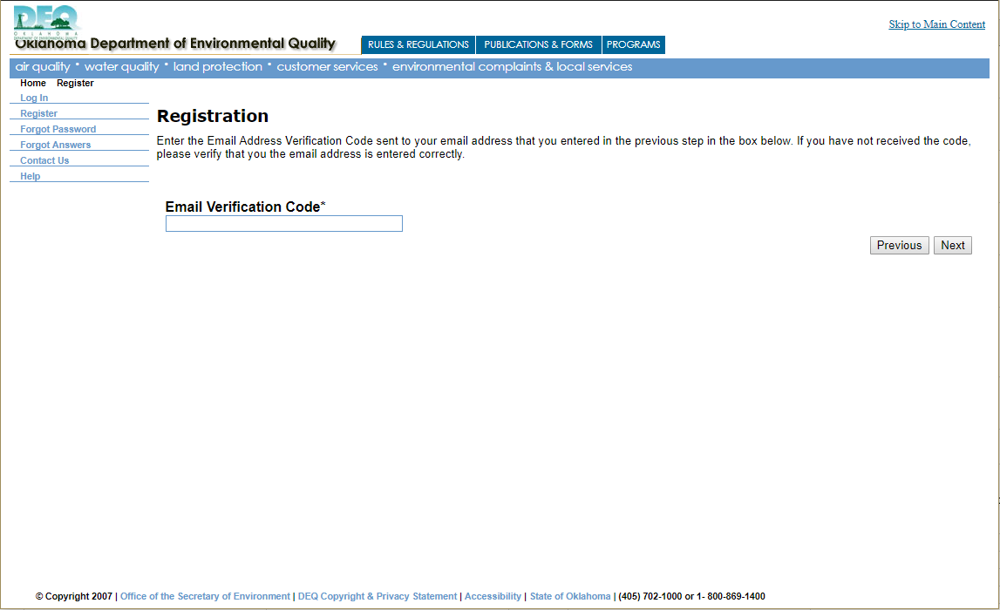 DEQ
OKLAHOMA
DEPARTMENT OF ENVIRONMENTAL QUALITY
Skip to Main Content
Oklahoma Department of Environmental Quality
RULES & REGULATIONS PUBLICATIONS & FORMS PROGRAMS
air quality * water quality * land protection * customer services * environmental complaints & local services
Home Register
Log In
Register
Forgot Password
Forgot Answers
Contact Us
Help
Registration
Enter the Email Address Verification Code sent to your email address that you entered in the previous step in the box below. If you have not received the code,
please verify that you the email address is entered correctly.
Email Verification Code*
Previous Next
© Copyright 2007 | Office of the Secretary of Environment | DEQ Copyright & Privacy Statement | Accessibility | State of Oklahoma | (405) 702-1000 or 1- 800-869-1400